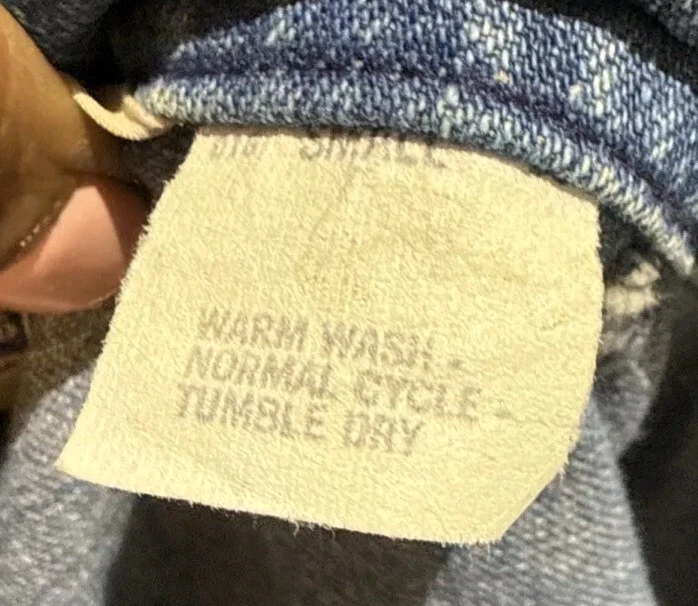 SMALL
WARM WASH -
NORMAL CYCLE -
TUMBLE DRY